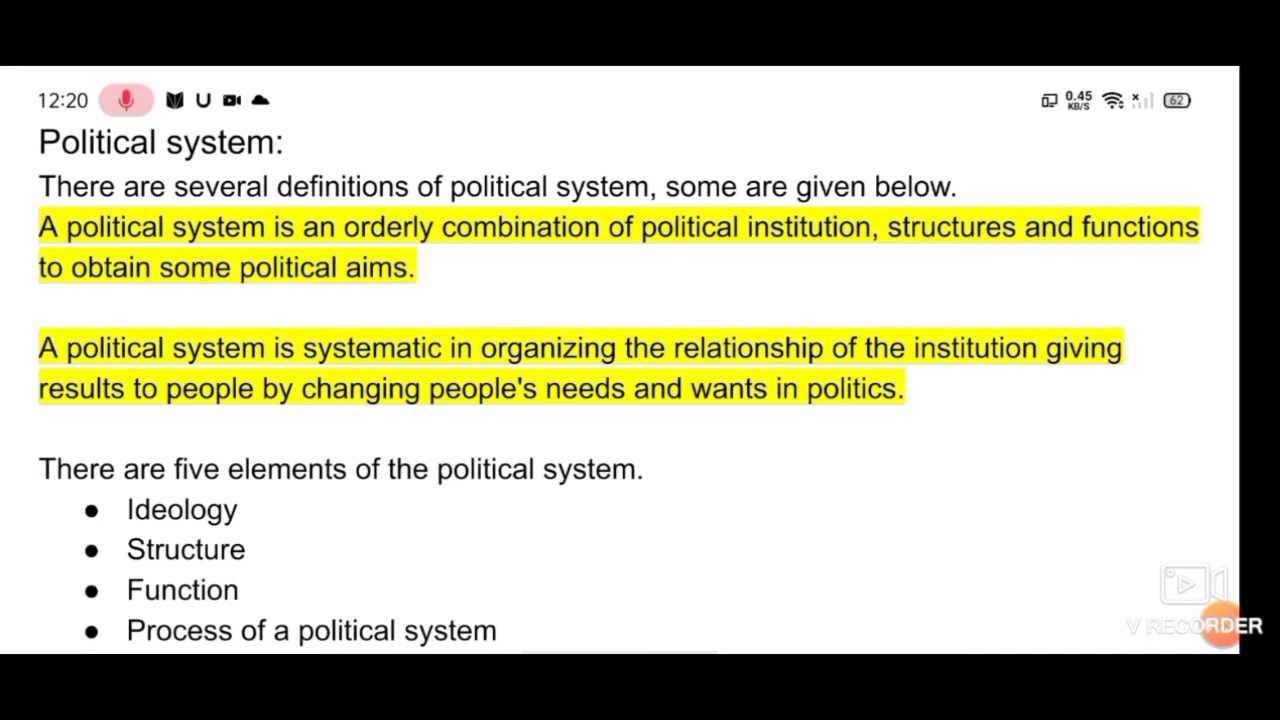 12:20
0.45
KB/S
62
Political system:
There are several definitions of political system, some are given below.
A political system is an orderly combination of political institution, structures and functions
to obtain some political aims.
A political system is systematic in organizing the relationship of the institution giving
results to people by changing people's needs and wants in politics.
There are five elements of the political system.
● Ideology
● Structure
● Function
● Process of a political system
V RECORDER